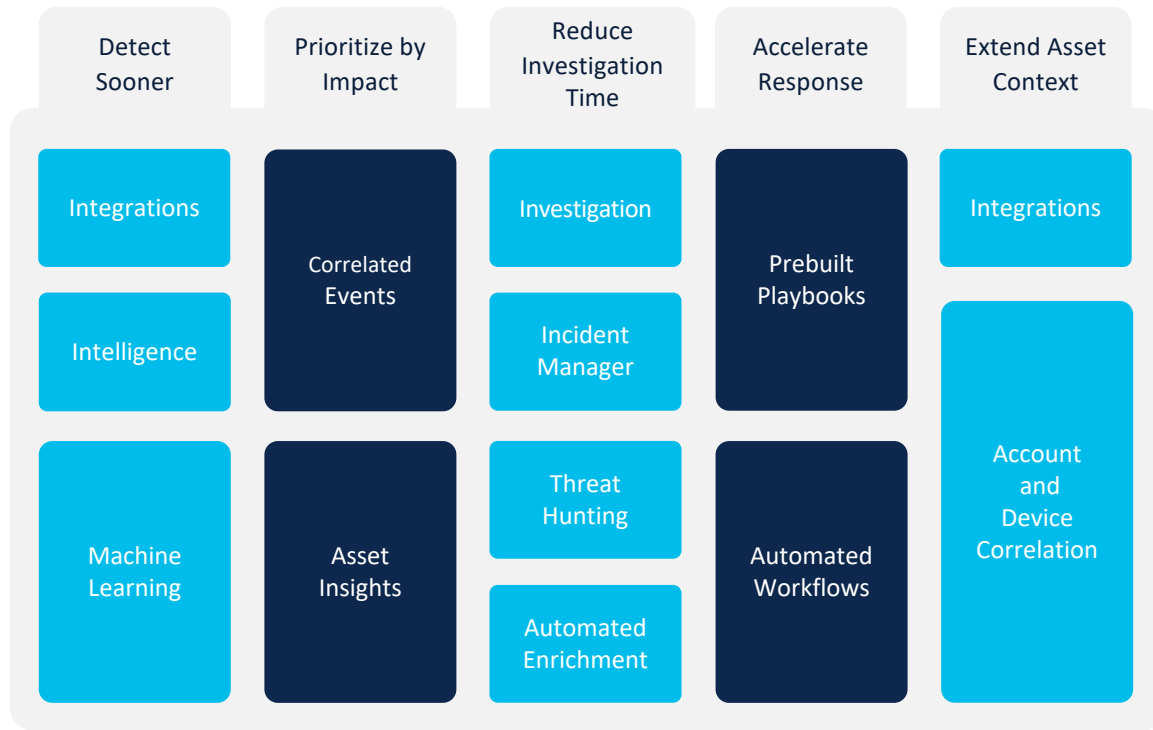 Detect
Sooner
Prioritize by
Impact
Reduce
Investigation
Time
Accelerate
Response
Extend Asset
Context
Integrations
Intelligence
Machine
Learning
Correlated
Events
Asset
Insights
Investigation
Incident
Manager
Threat
Hunting
Automated
Enrichment
Prebuilt
Playbooks
Automated
Workflows
Integrations
Account
and
Device
Correlation